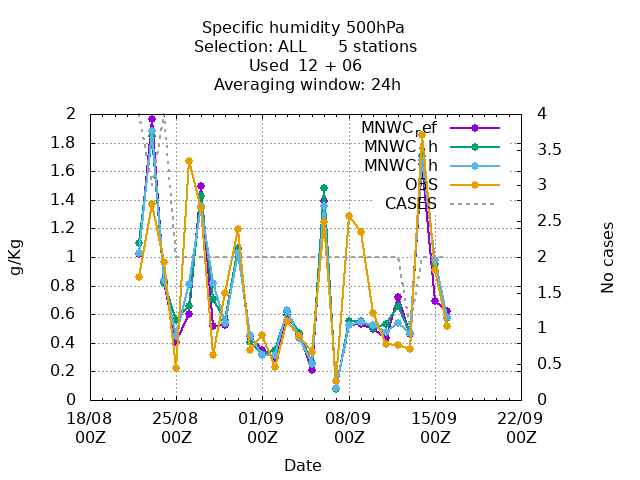 Specific humidity 500hPa
Selection: ALL      5 stations
Used  12 + 06
Averaging window: 24h
g/Kg
2
1.8
1.6
1.4
1.2
1
0.8
0.6
0.4
0.2
0
4
3.5
3
2.5
2
1.5
1
0.5
0
No cases
MNWC_ref
OBS
CASES
18/08 25/08 01/09 08/09 15/09 22/09
00Z 00Z 00Z 00Z 00Z 00Z
Date